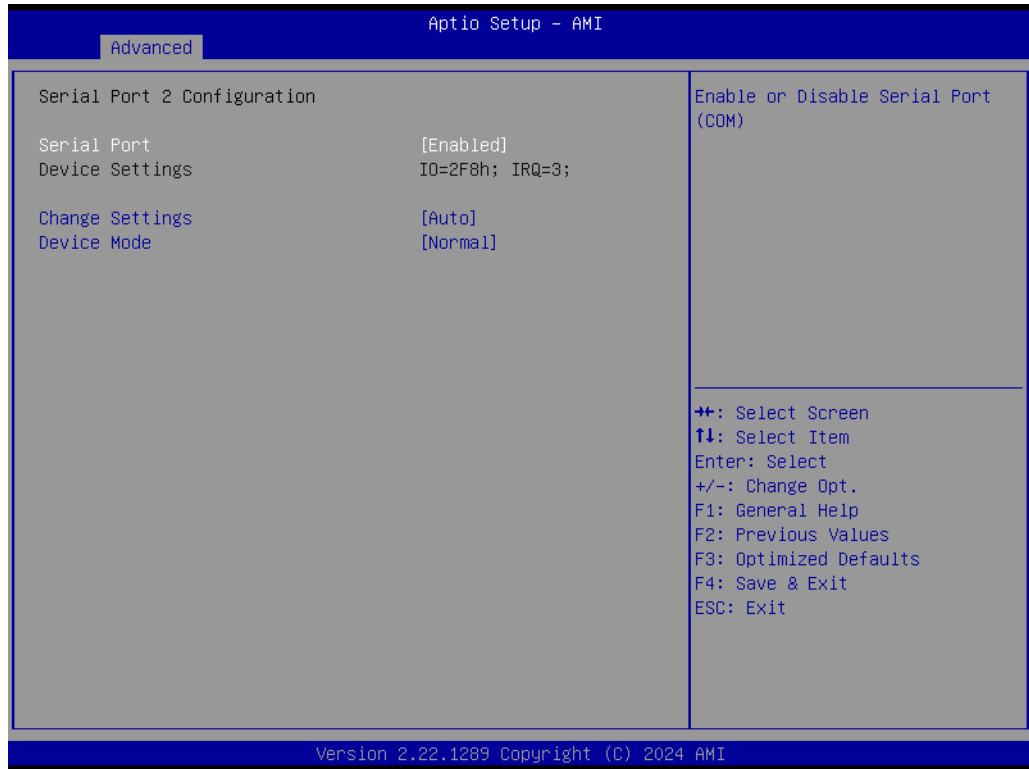 Aptio Setup – AMI
Advanced
Serial Port 2 Configuration
Serial Port [Enabled]
Device Settings IO=2F8h; IRQ=3;
Change Settings [Auto]
Device Mode [Normal]
Enable or Disable Serial Port
(COM)
→←: Select Screen
↑↓: Select Item
Enter: Select
+/-: Change Opt.
F1: General Help
F2: Previous Values
F3: Optimized Defaults
F4: Save & Exit
ESC: Exit
Version 2.22.1289 Copyright (C) 2024 AMI